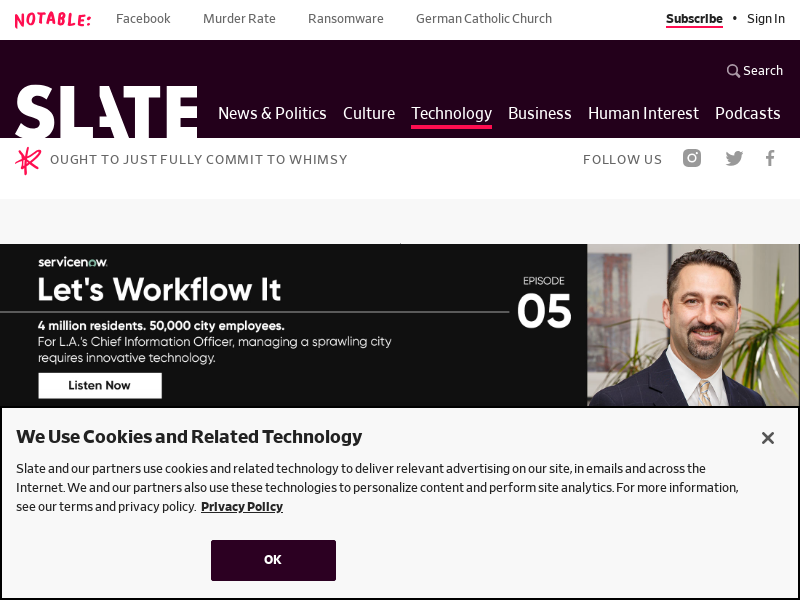 NOTABLE: Facebook Murder Rate Ransomware German Catholic Church Subscribe • Sign In
Search
SLATE News & Politics Culture Technology Business Human Interest Podcasts
OUGHT TO JUST FULLY COMMIT TO WHIMSY FOLLOW US
servicenow.
Let's Workflow It
EPISODE
05
4 million residents. 50,000 city employees.
For L.A.'s Chief Information Officer, managing a sprawling city
requires innovative technology.
Listen Now
We Use Cookies and Related Technology
Slate and our partners use cookies and related technology to deliver relevant advertising on our site, in emails and across the
Internet. We and our partners also use these technologies to personalize content and perform site analytics. For more information,
see our terms and privacy policy. Privacy Policy
OK